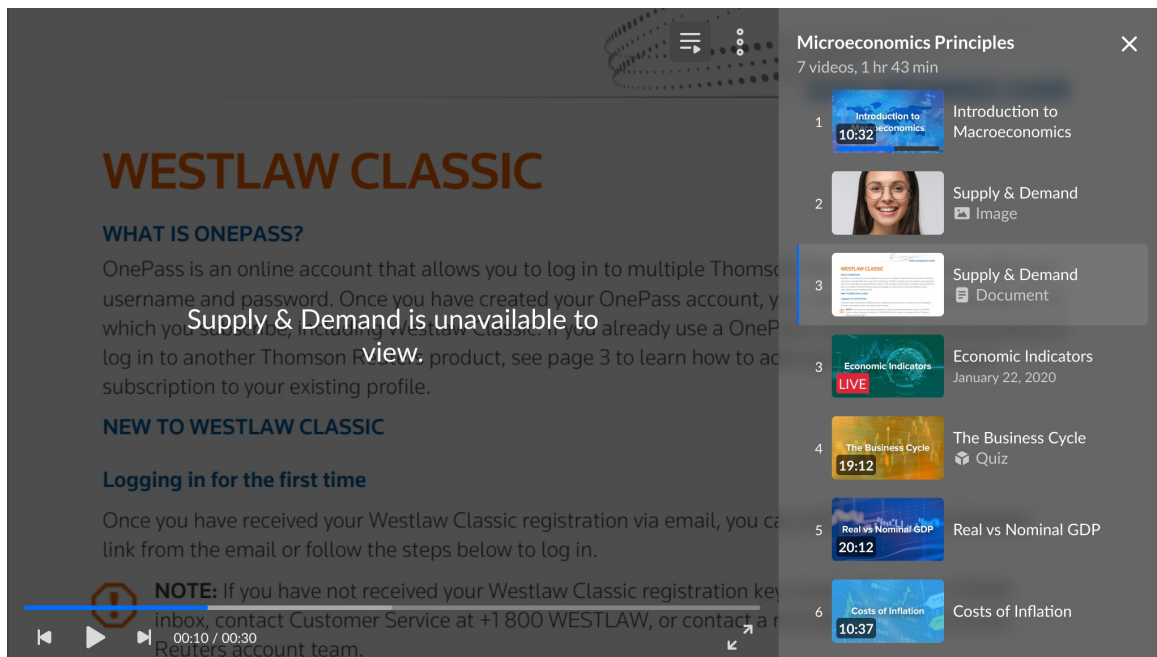 WESTLAW CLASSIC
WHAT IS ONEPASS?
OnePass is an online account that allows you to log in to multiple
username and password. Once you have created your OnePass account,
which you subscribe, including Westlaw Classic. If you already use a
log in to another Thomson Reuters product, see page 3 to learn how to
subscription to your existing profile.
Supply & Demand is unavailable to
view.
NEW TO WESTLAW CLASSIC
Logging in for the first time
Once you have received your Westlaw Classic registration via email, you
link from the email or follow the steps below to log in.
NOTE: If you have not received your Westlaw Classic registration key
inbox, contact Customer Service at +1 800 WESTLAW, or contact a
Reuters account team.
00:10 / 00:30
Microeconomics Principles
7 videos, 1 hr 43 min
1
Introduction to
10:32
Introduction to
Macroeconomics
2
Supply & Demand
Image
3
WESTLAW CLASSIC
Supply & Demand
Document
3
Economic Indicators
LIVE
Economic Indicators
January 22, 2020
4
The Business Cycle
19:12
The Business Cycle
Quiz
5
Real vs Nominal GDP
20:12
Real vs Nominal GDP
6
Costs of Inflation
10:37
Costs of Inflation